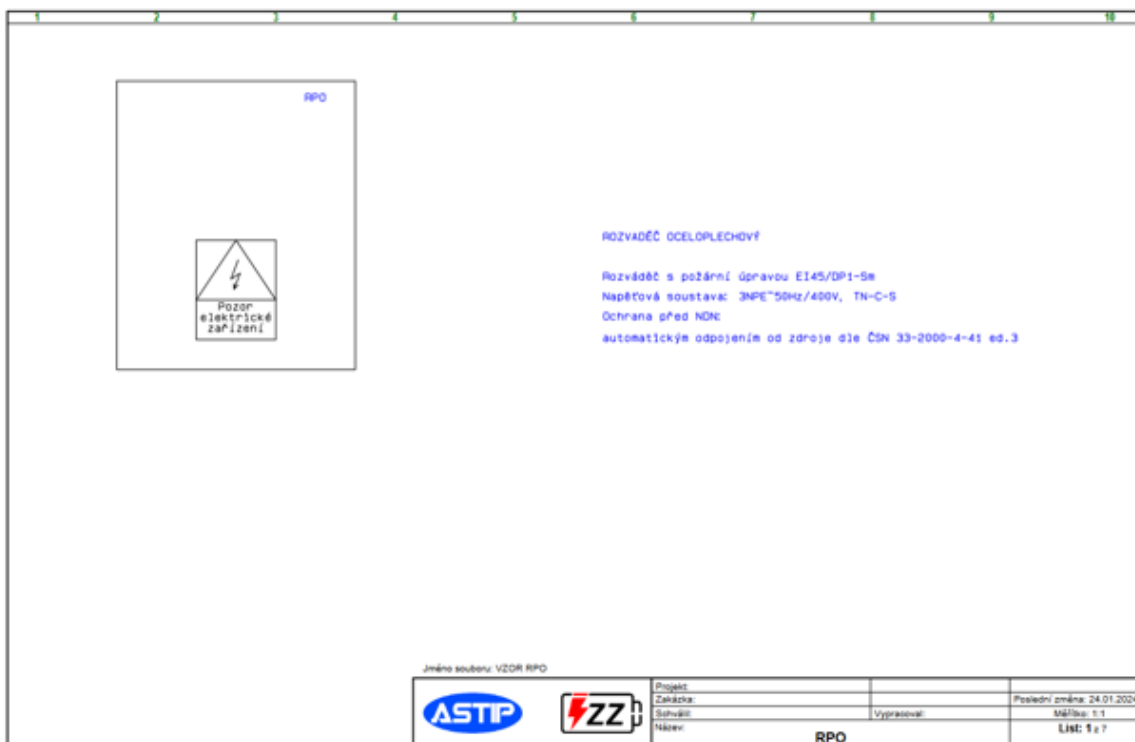 1 2 3 4 5 6 7 8 9 10
RPO
Pozor
elektrické
zařízení
ROZVADĚČ OCELOPLECHOVÝ
Rozváděč s požární úpravou EI45/DP1-Sm
Napěťová soustava: 3NPE~50Hz/400V, TN-C-S
Ochrana před NDN:
automatickým odpojením od zdroje dle ČSN 33-2000-4-41 ed.3
Jméno souboru: VZOR RPO
ASTIP
ZZ
Projekt:
Zakázka:
Poslední změna: 24.01.2024
Schválil:
Vypracoval:
Měřítko: 1:1
Název:
RPO
List: 1 z 7